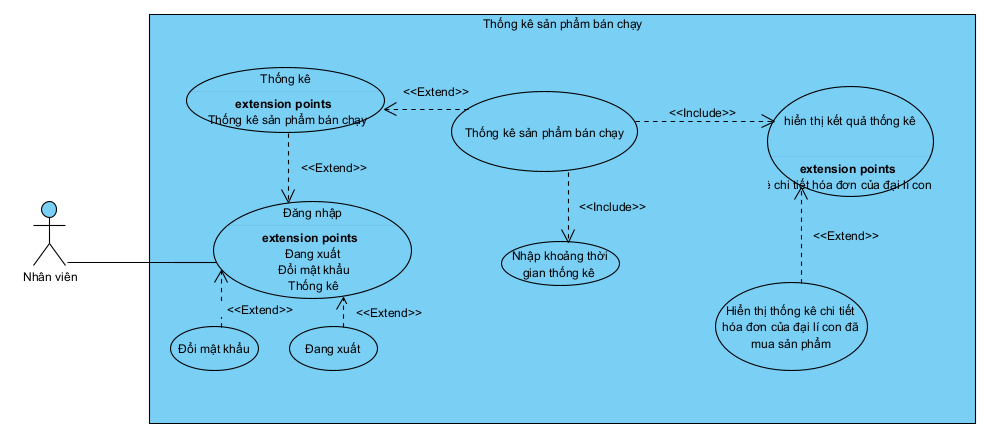 Thống kê sản phẩm bán chạy
Thống kê
extension points
Thống kê sản phẩm bán chạy
<<Extend>>
Thống kê sản phẩm bán chạy
<<Include>>
hiển thị kết quả thống kê
extension points
chi tiết hóa đơn của đại lí con
<<Extend>>
<<Include>>
Đăng nhập
extension points
Đang xuất
Đổi mật khẩu
Thống kê
Nhân viên
Nhập khoảng thời
gian thống kê
<<Extend>>
<<Extend>>
<<Extend>>
Đổi mật khẩu
Đang xuất
Hiển thị thống kê chi tiết
hóa đơn của đại lí con đã
mua sản phẩm